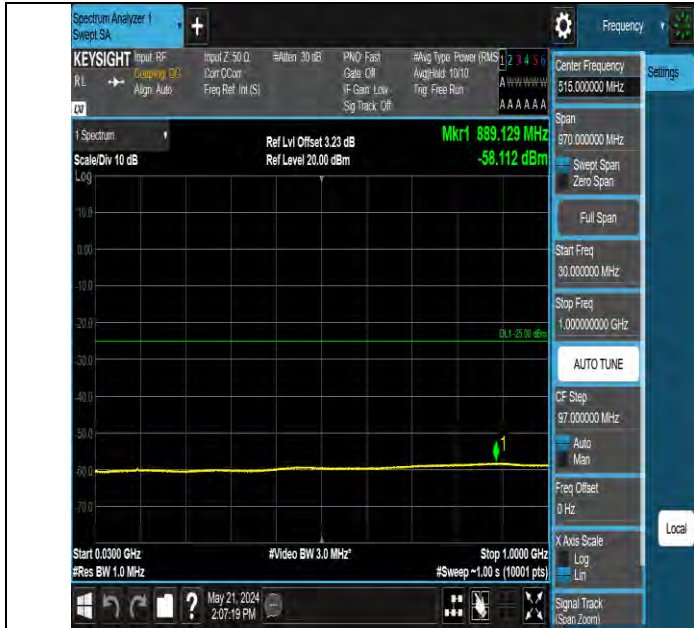 Spectrum Analyzer 1
Swept SA
Frequency
KEYSIGHT
RL
Input: RF
Coupling: DC
Align: Auto
Input Z: 50 Ω
Corr CCorr
Freq Ref: Int (S)
#Atten: 30 dB
PNO: Fast
Gate: Off
IF Gain: Low
Sig Track: Off
#Avg Type: Power (RMS
Avg|Hold: 10/10
Trig: Free Run
1 2 3 4 5 6
A W W W W W
A A A A A A
LXI
1 Spectrum
Scale/Div 10 dB
Log
Ref Lvl Offset 3.23 dB
Ref Level 20.00 dBm
Mkr1 889.129 MHz
-58.112 dBm
10.0
0.00
-10.0
-20.0
-30.0
-40.0
-50.0
-60.0
-70.0
DL1 -25.00 dBm
1
Start 0.0300 GHz
#Res BW 1.0 MHz
#Video BW 3.0 MHz*
Stop 1.0000 GHz
#Sweep ~1.00 s (10001 pts)
?
May 21, 2024
2:07:19 PM
Center Frequency
515.000000 MHz
Span
970.000000 MHz
Swept Span
Zero Span
Full Span
Start Freq
30.000000 MHz
Stop Freq
1.000000000 GHz
AUTO TUNE
CF Step
97.000000 MHz
Auto
Man
Freq Offset
0 Hz
X Axis Scale
Log
Lin
Signal Track
(Span Zoom)
Settings
Local